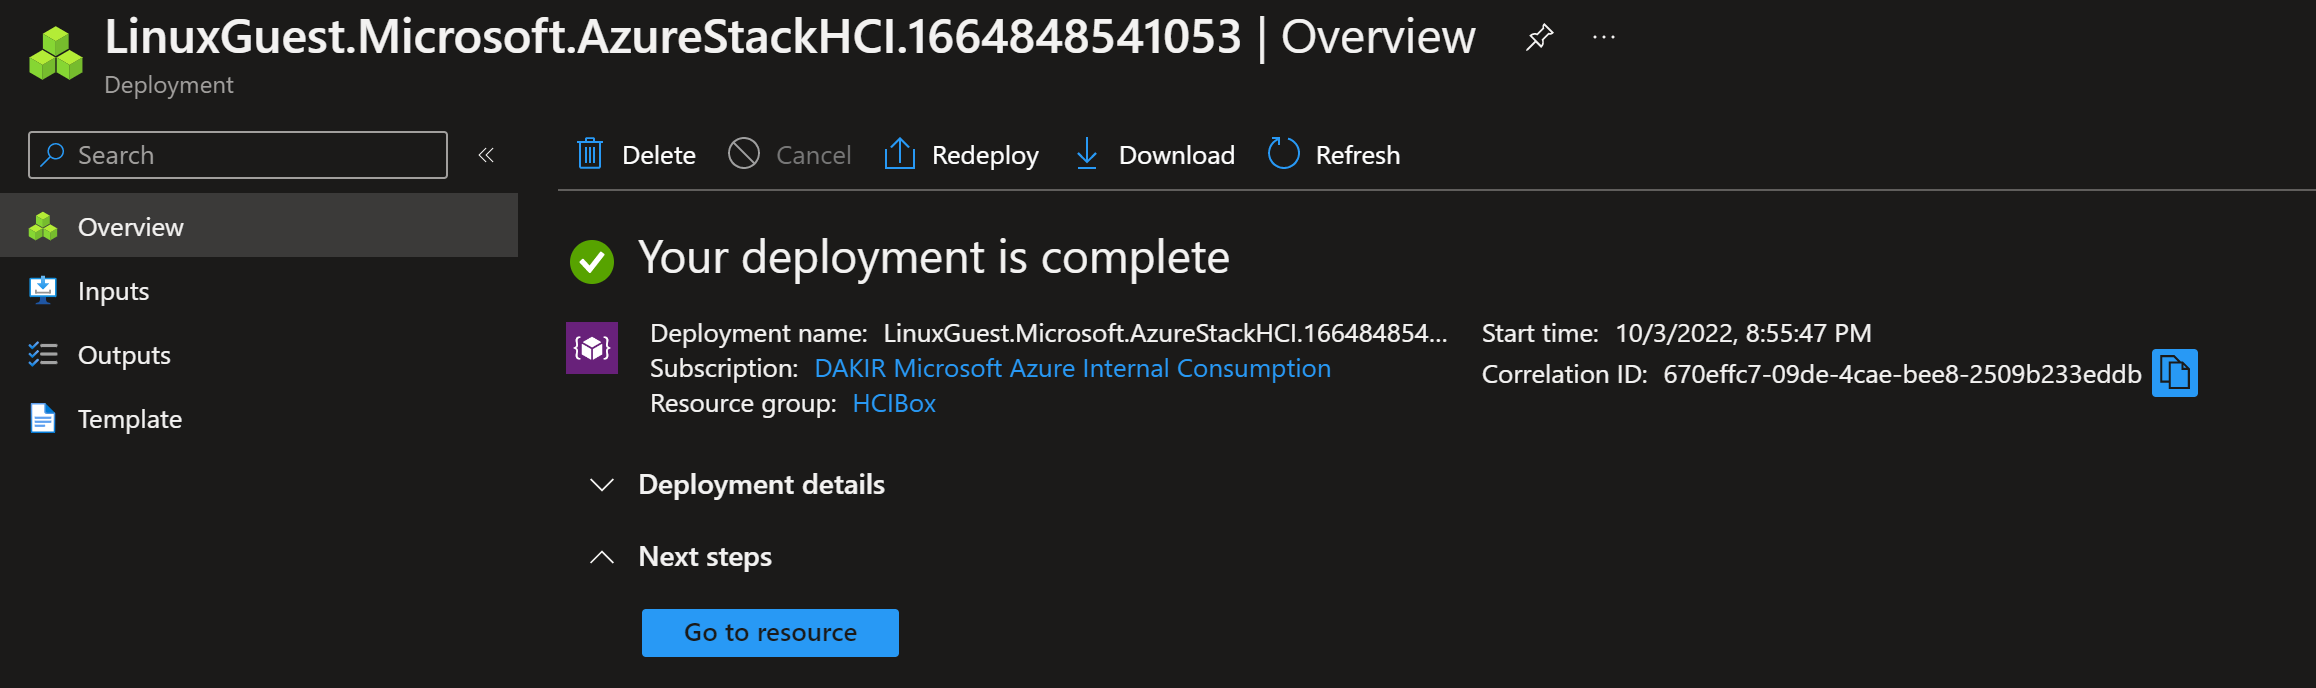 LinuxGuest.Microsoft.AzureStackHCI.1664848541053 | Overview
Deployment
Search
Delete
Cancel
Redeploy
Download
Refresh
Overview
Inputs
Outputs
Template
Your deployment is complete
Deployment name: LinuxGuest.Microsoft.AzureStackHCI.166484854...
Subscription: DAKIR Microsoft Azure Internal Consumption
Resource group: HCIBox
Start time: 10/3/2022, 8:55:47 PM
Correlation ID: 670effc7-09de-4cae-bee8-2509b233eddb
Deployment details
Next steps
Go to resource